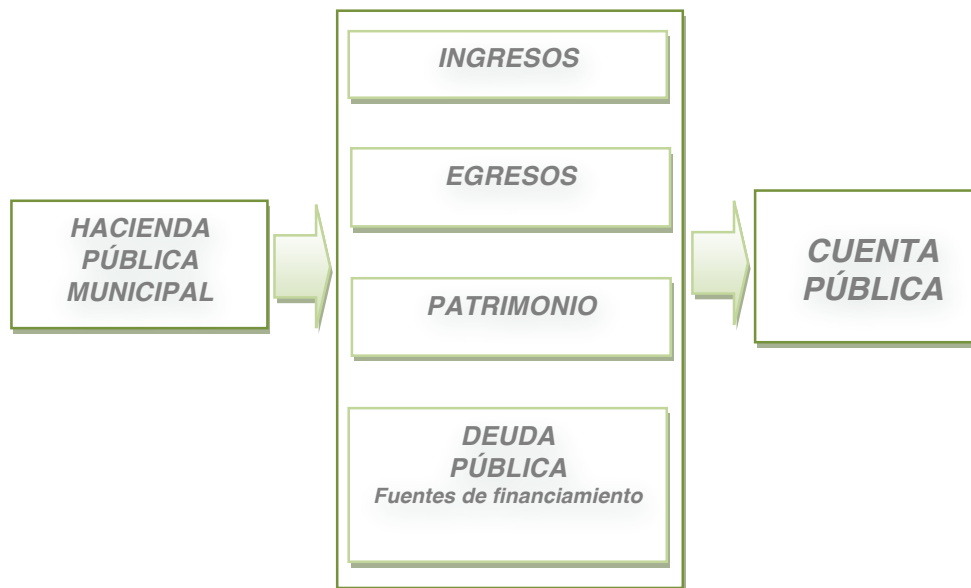 HACIENDA
PÚBLICA
MUNICIPAL
INGRESOS
EGRESOS
PATRIMONIO
DEUDA
PÚBLICA
Fuentes de financiamiento
CUENTA
PÚBLICA